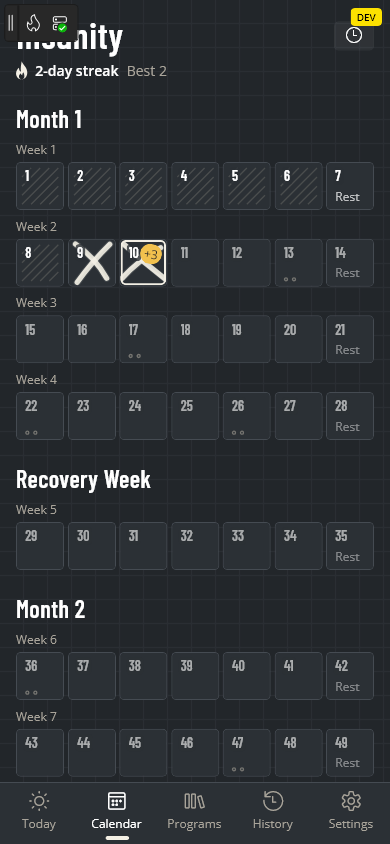 DEV
Insanity
2-day streak Best 2
Month 1
Week 1
1 2 3 4 5 6 7
Rest
Week 2
8 9 10 +3 11 12 13 14
Rest
Week 3
15 16 17 18 19 20 21
Rest
Week 4
22 23 24 25 26 27 28
Rest
Recovery Week
Week 5
29 30 31 32 33 34 35
Rest
Month 2
Week 6
36 37 38 39 40 41 42
Rest
Week 7
43 44 45 46 47 48 49
Rest
Today Calendar Programs History Settings